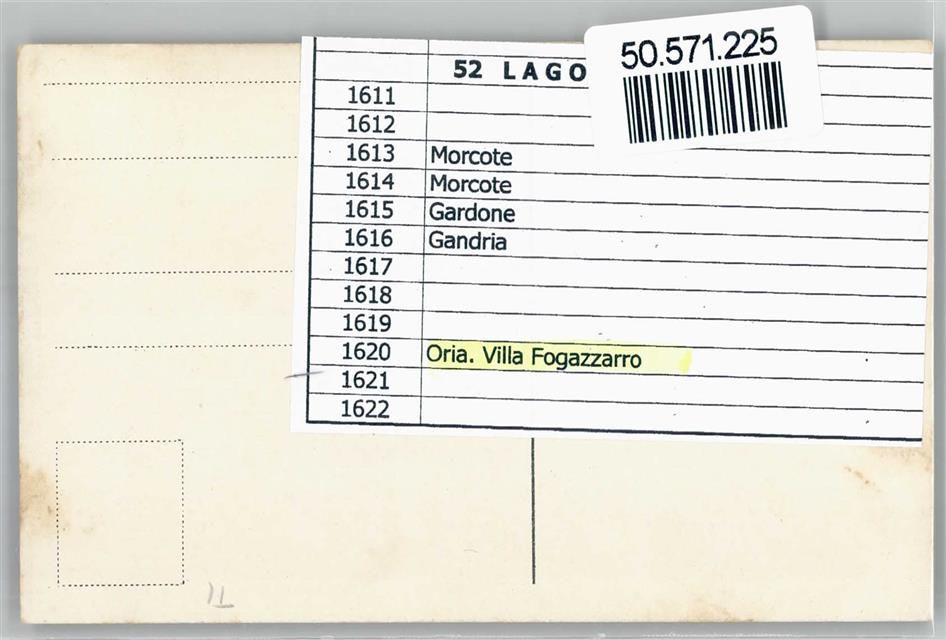 50.571.225
52 LAGO
1611
1612
1613 Morcote
1614 Morcote
1615 Gardone
1616 Gandria
1617
1618
1619
1620 Oria. Villa Fogazzarro
1621
1622